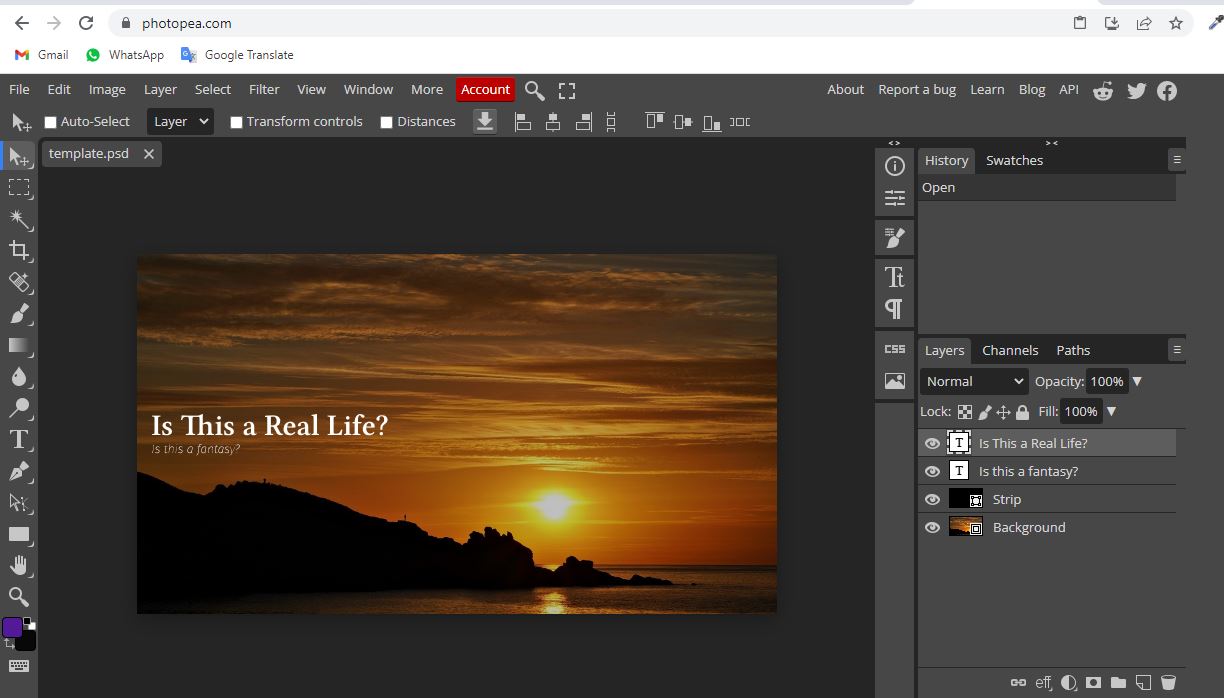 photopea.com
Gmail WhatsApp Google Translate
File Edit Image Layer Select Filter View Window More Account About Report a bug Learn Blog API
Auto-Select Layer Transform controls Distances
template.psd
History Swatches
Open
Is This a Real Life?
Is this a fantasy?
Tt
CSS
Layers Channels Paths
Normal Opacity: 100%
Lock: Fill: 100%
T Is This a Real Life?
T Is this a fantasy?
Strip
Background
T
eff